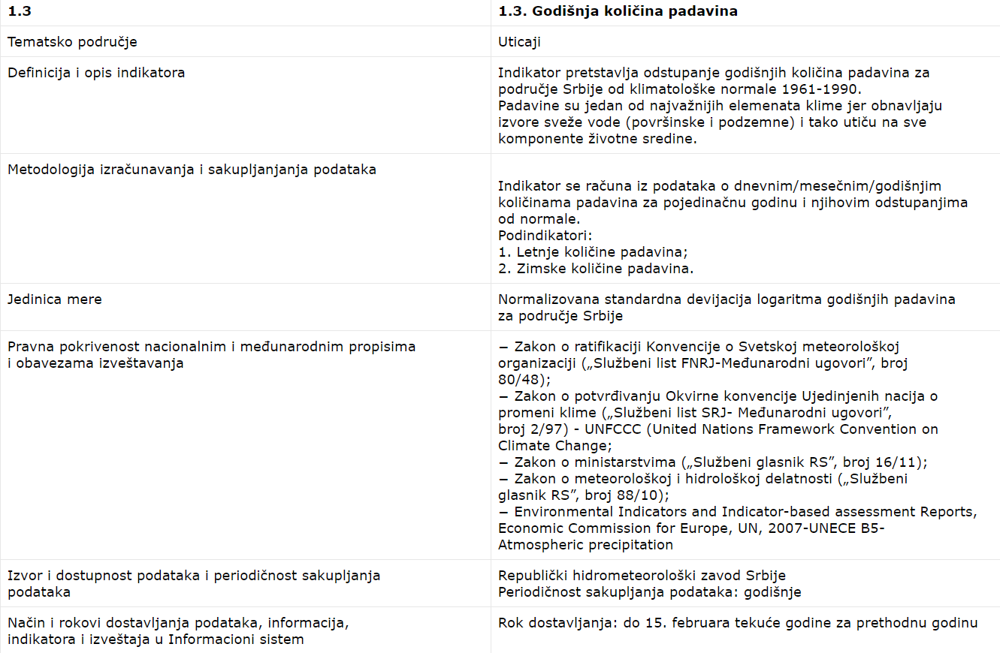 1.3
1.3. Godišnja količina padavina
Tematsko područje
Uticaji
Definicija i opis indikatora
Indikator pretstavlja odstupanje godišnjih količina padavina za
područje Srbije od klimatološke normale 1961-1990.
Padavine su jedan od najvažnijih elemenata klime jer obnavljaju
izvore sveže vode (površinske i podzemne) i tako utiču na sve
komponente životne sredine.
Metodologija izračunavanja i sakupljanjanja podataka
Indikator se računa iz podataka o dnevnim/mesečnim/godišnjim
količinama padavina za pojedinačnu godinu i njihovim odstupanjima
od normale.
Podindikatori:
1. Letnje količine padavina;
2. Zimske količine padavina.
Jedinica mere
Normalizovana standardna devijacija logaritma godišnjih padavina
za područje Srbije
Pravna pokrivenost nacionalnim i međunarodnim propisima
i obavezama izveštavanja
− Zakon o ratifikaciji Konvencije o Svetskoj meteorološkoj
organizaciji („Službeni list FNRJ-Međunarodni ugovori”, broj
80/48);
− Zakon o potvrđivanju Okvirne konvencije Ujedinjenih nacija o
promeni klime („Službeni list SRJ- Međunarodni ugovori”,
broj 2/97) - UNFCCC (United Nations Framework Convention on
Climate Change;
− Zakon o ministarstvima („Službeni glasnik RS”, broj 16/11);
− Zakon o meteorološkoj i hidrološkoj delatnosti („Službeni
glasnik RS”, broj 88/10);
− Environmental Indicators and Indicator-based assessment Reports,
Economic Commission for Europe, UN, 2007-UNECE B5-
Atmospheric precipitation
Izvor i dostupnost podataka i periodičnost sakupljanja
podataka
Republički hidrometeorološki zavod Srbije
Periodičnost sakupljanja podataka: godišnje
Način i rokovi dostavljanja podataka, informacija,
indikatora i izveštaja u Informacioni sistem
Rok dostavljanja: do 15. februara tekuće godine za prethodnu godinu